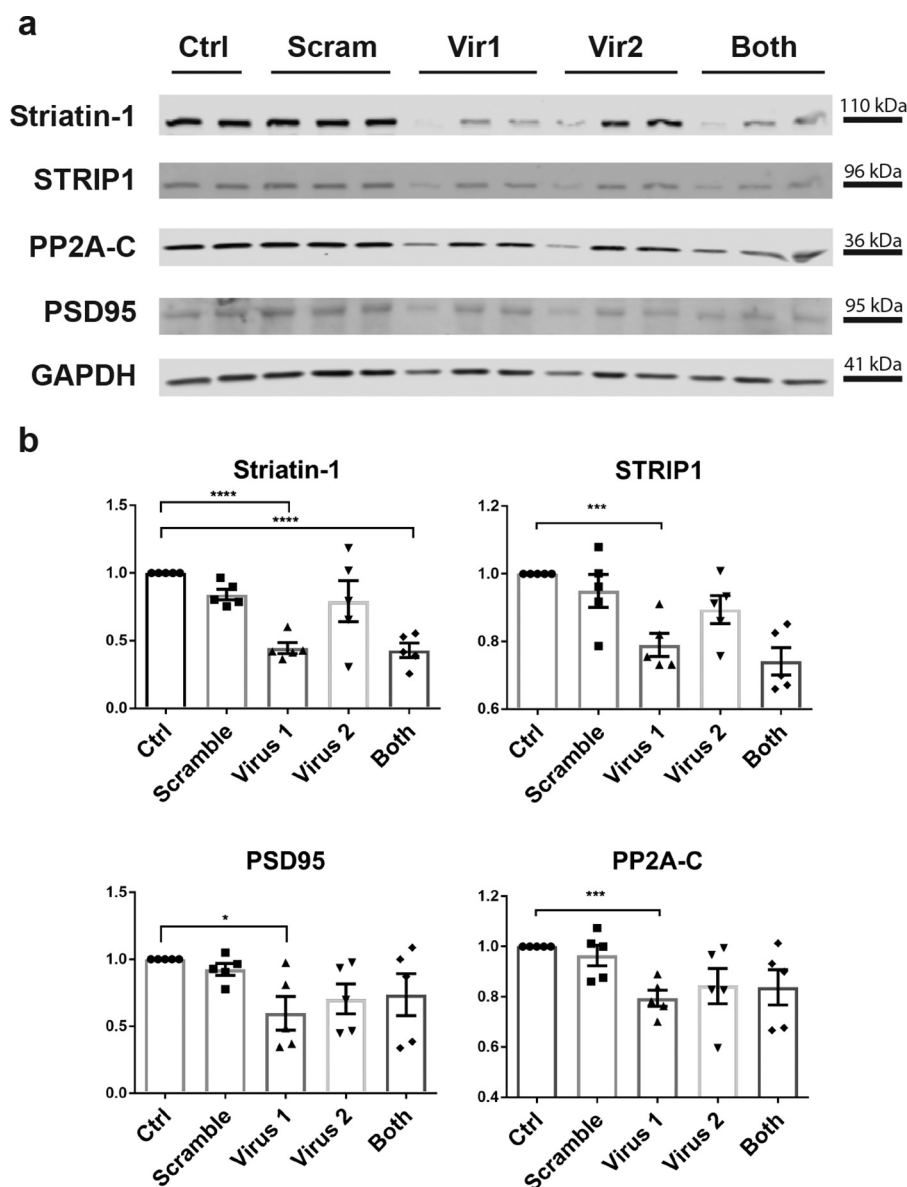 a
Ctrl Scram Vir1 Vir2 Both
Striatin-1 110 kDa
STRIP1 96 kDa
PP2A-C 36 kDa
PSD95 95 kDa
GAPDH 41 kDa
b
Striatin-1
****
****
1.5
1.0
0.5
0.0
Ctrl Scramble Virus 1 Virus 2 Both
STRIP1
***
1.2
1.0
0.8
0.6
Ctrl Scramble Virus 1 Virus 2 Both
PSD95
*
1.5
1.0
0.5
0.0
Ctrl Scramble Virus 1 Virus 2 Both
PP2A-C
***
1.2
1.0
0.8
0.6
0.4
Ctrl Scramble Virus 1 Virus 2 Both